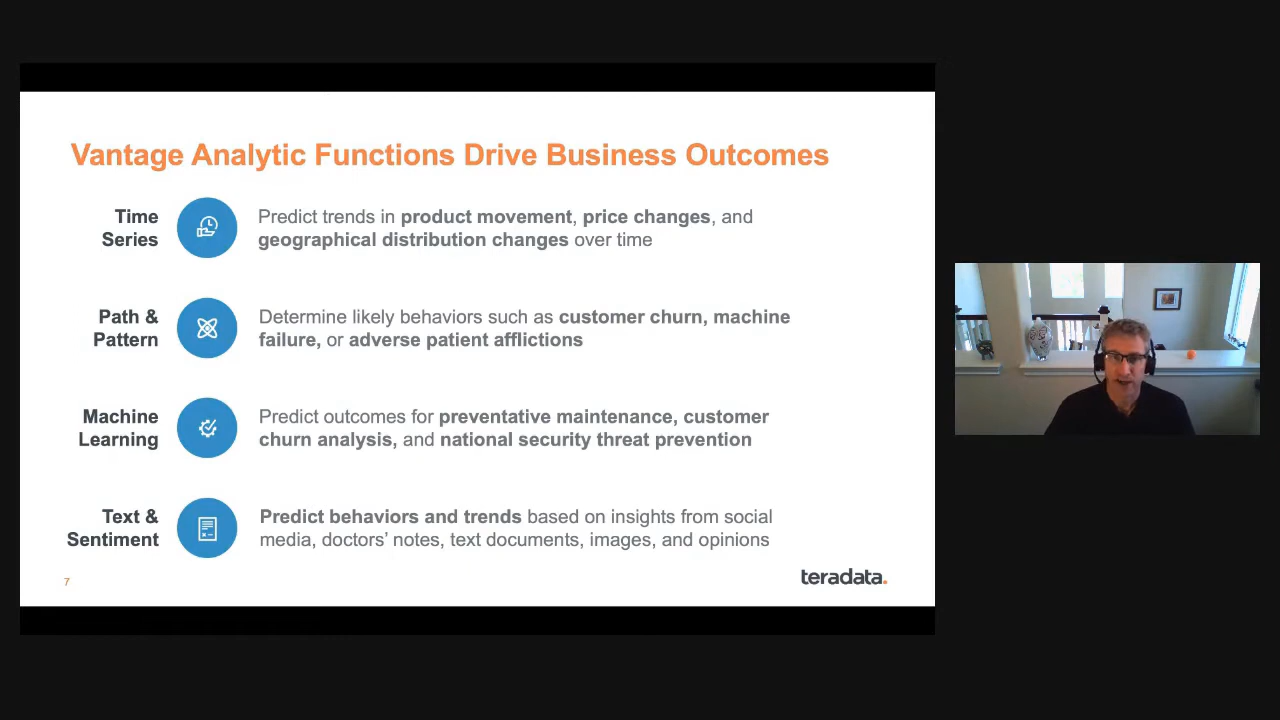 Vantage Analytic Functions Drive Business Outcomes
Time
Series
Predict trends in product movement, price changes, and
geographical distribution changes over time
Path &
Pattern
Determine likely behaviors such as customer churn, machine
failure, or adverse patient afflictions
Machine
Learning
Predict outcomes for preventative maintenance, customer
churn analysis, and national security threat prevention
Text &
Sentiment
Predict behaviors and trends based on insights from social
media, doctors’ notes, text documents, images, and opinions
7
teradata.